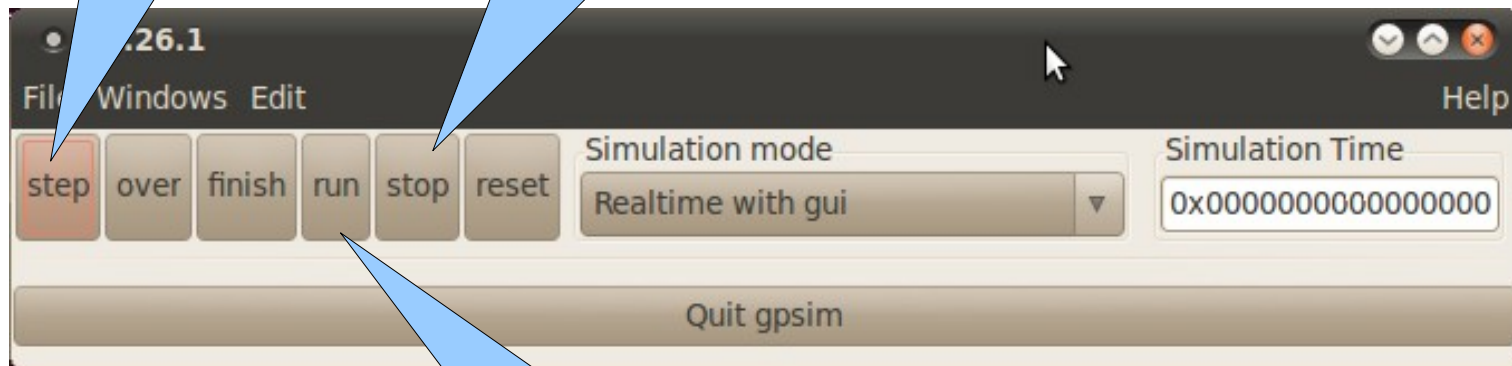 .26.1
File Windows Edit Help
step over finish run stop reset
Simulation mode
Realtime with gui
Simulation Time
0x0000000000000000
Quit gpsim